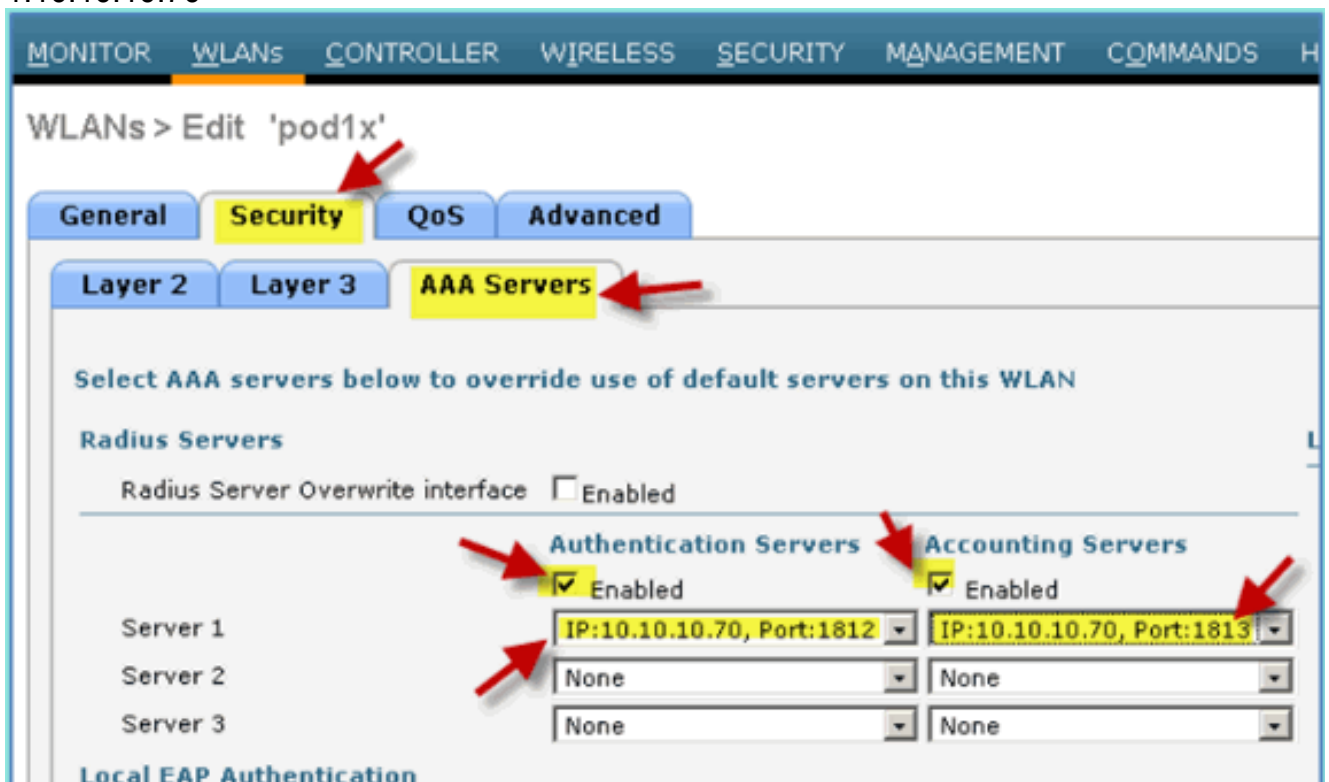 MONITOR WLANs CONTROLLER WIRELESS SECURITY MANAGEMENT COMMANDS H
WLANs > Edit 'pod1x'
General Security QoS Advanced
Layer 2 Layer 3 AAA Servers
Select AAA servers below to override use of default servers on this WLAN
Radius Servers
L
Radius Server Overwrite interface Enabled
Authentication Servers Accounting Servers
Enabled Enabled
Server 1 IP:10.10.10.70, Port:1812 IP:10.10.10.70, Port:1813
Server 2 None None
Server 3 None None
Local EAP Authentication